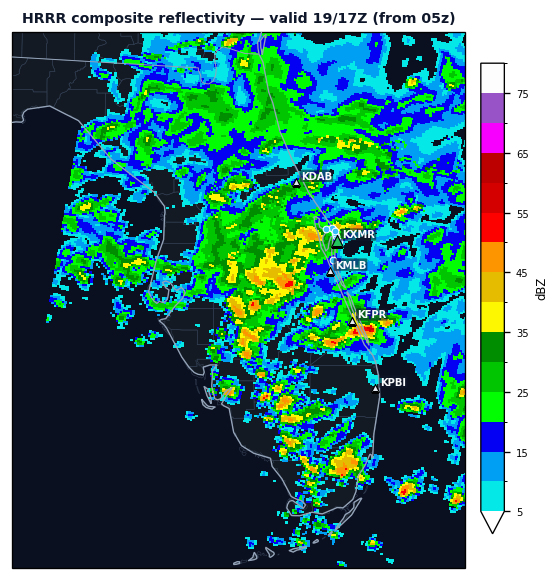 HRRR composite reflectivity — valid 19/17Z (from 05z)
KDAB
KXMR
KMLB
KFPR
KPBI
75
65
55
45
35
25
15
5
dBZ